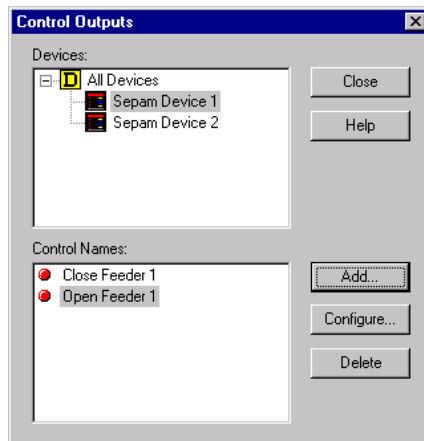 Control Outputs
Devices:
D All Devices
Sepam Device 1
Sepam Device 2
Close
Help
Control Names:
Close Feeder 1
Open Feeder 1
Add...
Configure...
Delete